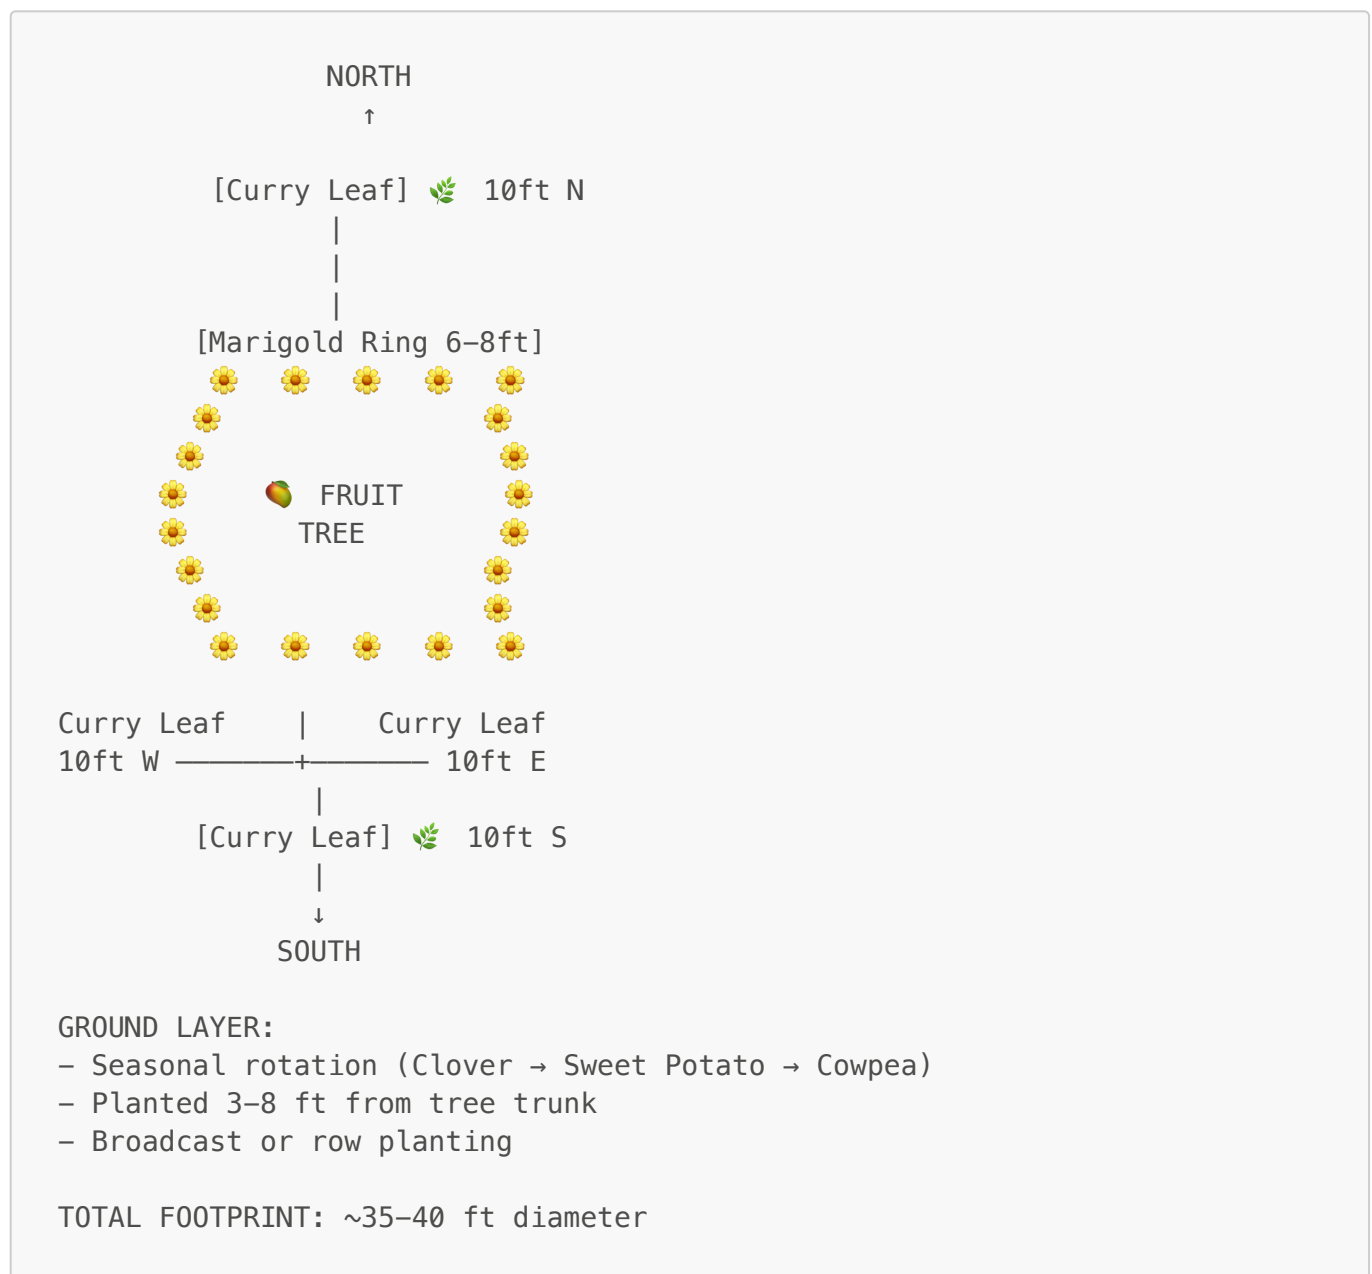 NORTH
↑
[Curry Leaf] 🌿 10ft N
|
|
|
[Marigold Ring 6–8ft]
🌼 🌼 🌼 🌼 🌼
🌼 🌼
🌼 🌼
🌼 🥭 FRUIT 🌼
🌼 TREE 🌼
🌼 🌼
🌼 🌼
🌼 🌼 🌼 🌼 🌼
Curry Leaf | Curry Leaf
10ft W ───────+─────── 10ft E
|
[Curry Leaf] 🌿 10ft S
|
↓
SOUTH
GROUND LAYER:
– Seasonal rotation (Clover → Sweet Potato → Cowpea)
– Planted 3–8 ft from tree trunk
– Broadcast or row planting
TOTAL FOOTPRINT: ~35–40 ft diameter